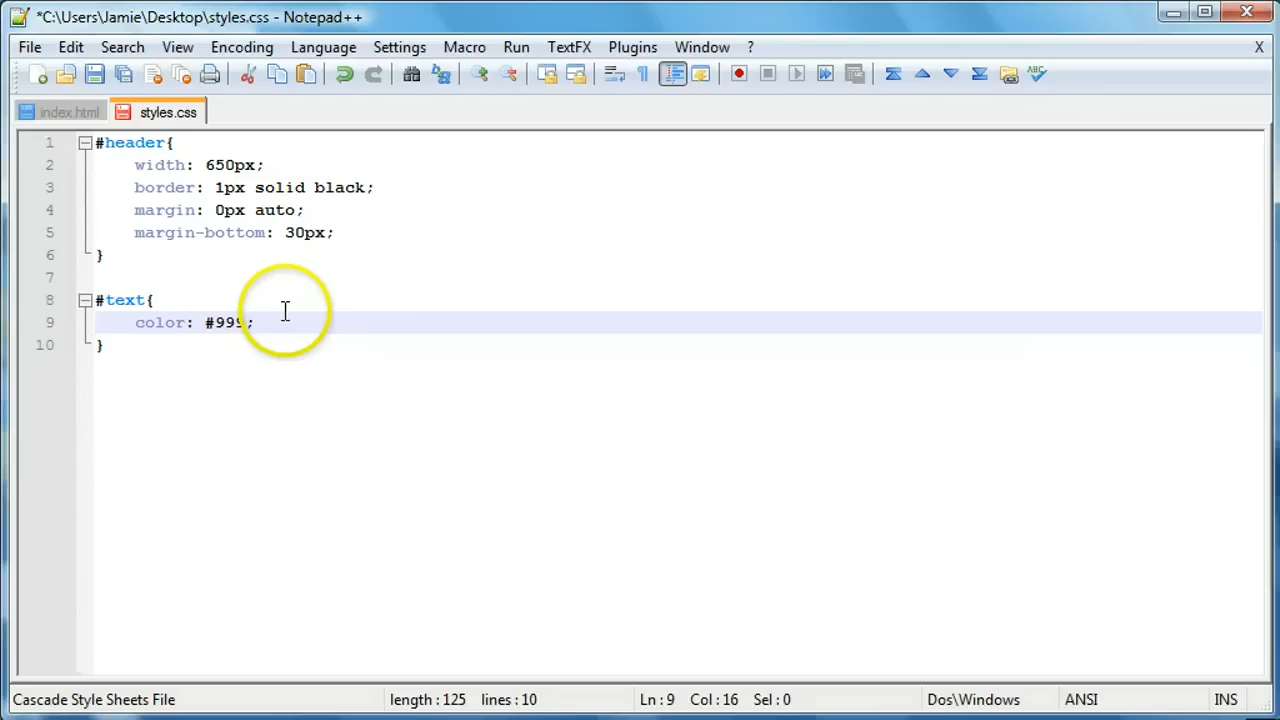 *C:\Users\Jamie\Desktop\styles.css - Notepad++
File Edit Search View Encoding Language Settings Macro Run TextFX Plugins Window ? X
index.html styles.css
1 #header{
2 width: 650px;
3 border: 1px solid black;
4 margin: 0px auto;
5 margin-bottom: 30px;
6 }
7
8 #text{
9 color: #999;
10 }
Cascade Style Sheets File length : 125 lines : 10 Ln : 9 Col : 16 Sel : 0 Dos\Windows ANSI INS